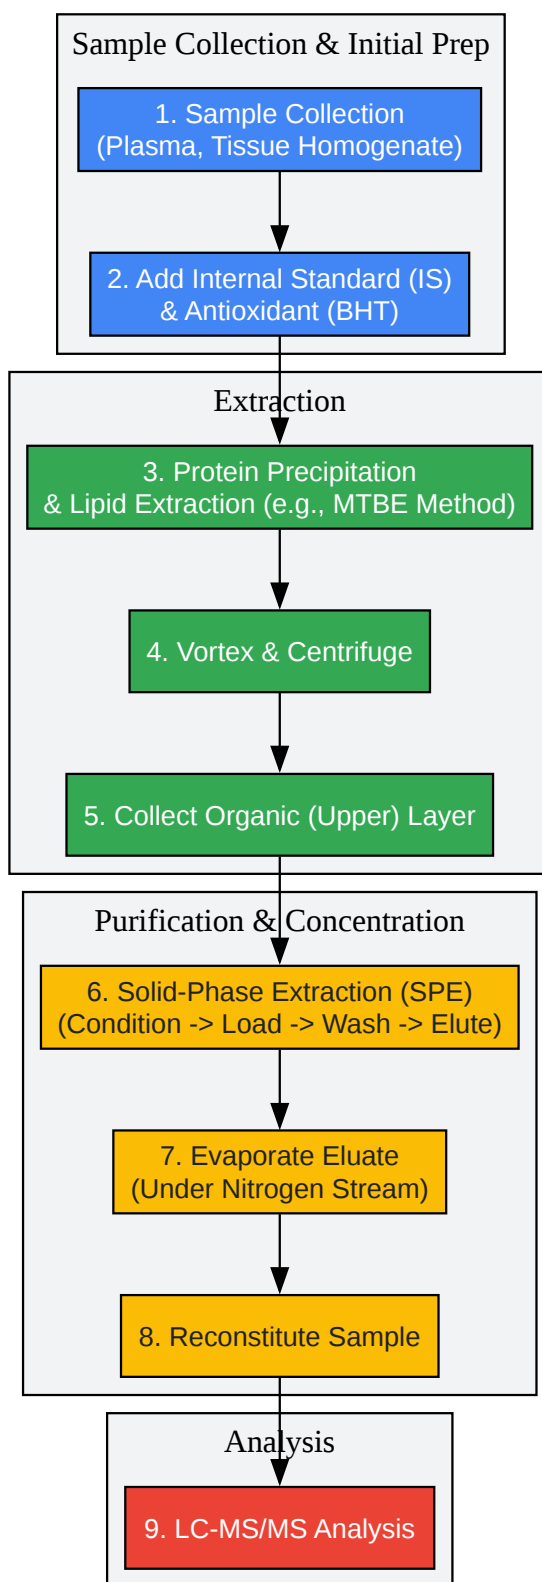 Sample Collection & Initial Prep
1. Sample Collection
(Plasma, Tissue Homogenate)
2. Add Internal Standard (IS)
& Antioxidant (BHT)
Extraction
3. Protein Precipitation
& Lipid Extraction (e.g., MTBE Method)
4. Vortex & Centrifuge
5. Collect Organic (Upper) Layer
Purification & Concentration
6. Solid-Phase Extraction (SPE)
(Condition -> Load -> Wash -> Elute)
7. Evaporate Eluate
(Under Nitrogen Stream)
8. Reconstitute Sample
Analysis
9. LC-MS/MS Analysis